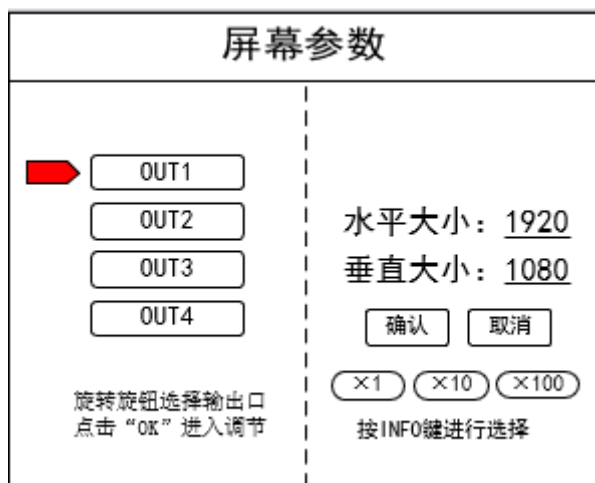 屏幕参数
OUT1
OUT2
OUT3
OUT4
旋转旋钮选择输出口
点击“OK”进入调节
水平大小：1920
垂直大小：1080
确认 取消
×1 ×10 ×100
按INFO键进行选择